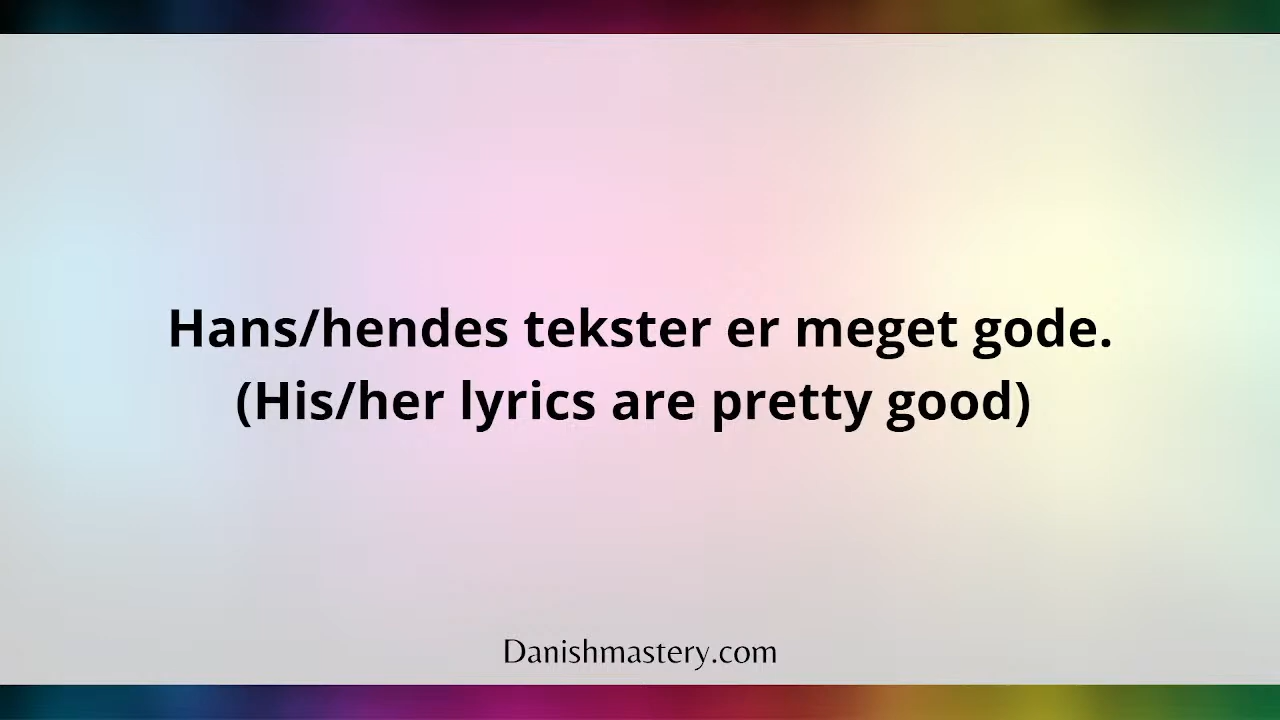 Hans/hendes tekster er meget gode.
(His/her lyrics are pretty good)
Danishmastery.com